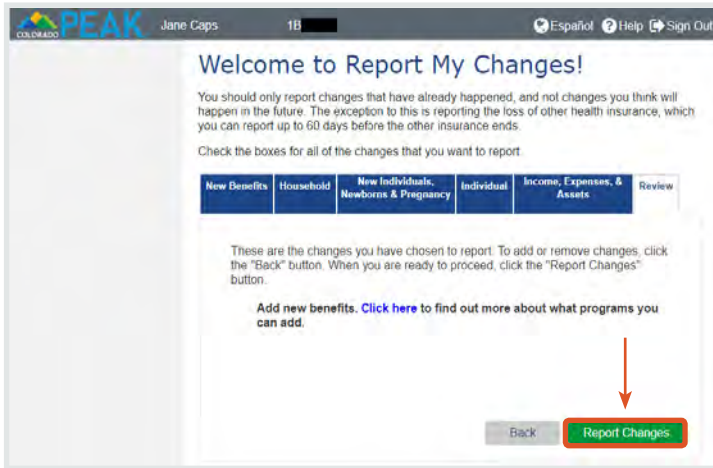 COLORADO PEAK Jane Caps 1B Español Help Sign Out
Welcome to Report My Changes!
You should only report changes that have already happened, and not changes you think will
happen in the future. The exception to this is reporting the loss of other health insurance, which
you can report up to 60 days before the other insurance ends.
Check the boxes for all of the changes that you want to report.
New Benefits Household New Individuals, Newborns & Pregnancy Individual Income, Expenses, & Assets Review
These are the changes you have chosen to report. To add or remove changes, click
the "Back" button. When you are ready to proceed, click the "Report Changes"
button.
Add new benefits. Click here to find out more about what programs you
can add.
Back Report Changes